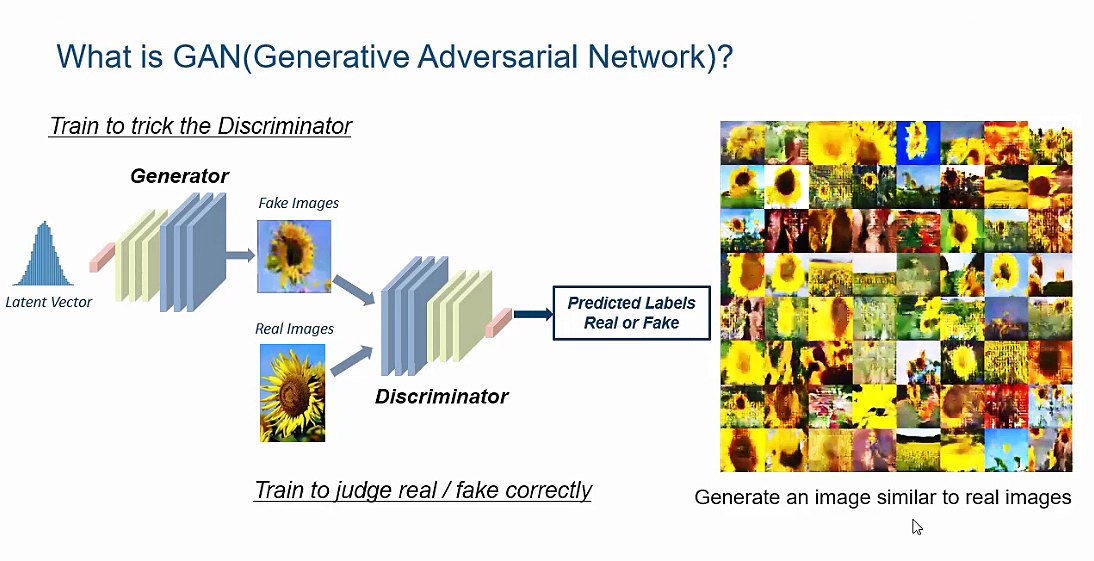 What is GAN(Generative Adversarial Network)?
Train to trick the Discriminator
Generator
Fake Images
Latent Vector
Real Images
Predicted Labels
Real or Fake
Discriminator
Train to judge real / fake correctly
Generate an image similar to real images